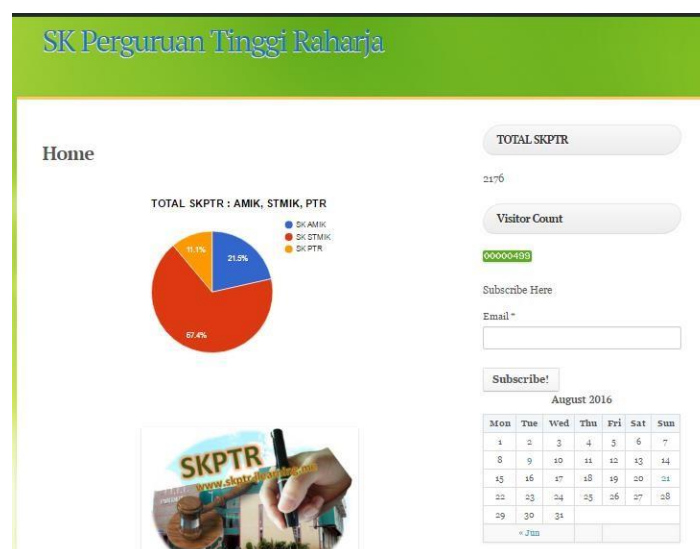 SK Perguruan Tinggi Raharja
Home
TOTAL SKPTR : AMIK, STMIK, PTR
SK AMIK
SK STMIK
SK PTR
11.1%
21.5%
67.4%
SKPTR
TOTAL SKPTR
2176
Visitor Count
00000499
Subscribe Here
Email *
Subscribe!
August 2016
Mon Tue Wed Thu Fri Sat Sun
1 2 3 4 5 6 7
8 9 10 11 12 13 14
15 16 17 18 19 20 21
22 23 24 25 26 27 28
29 30 31
« Jun